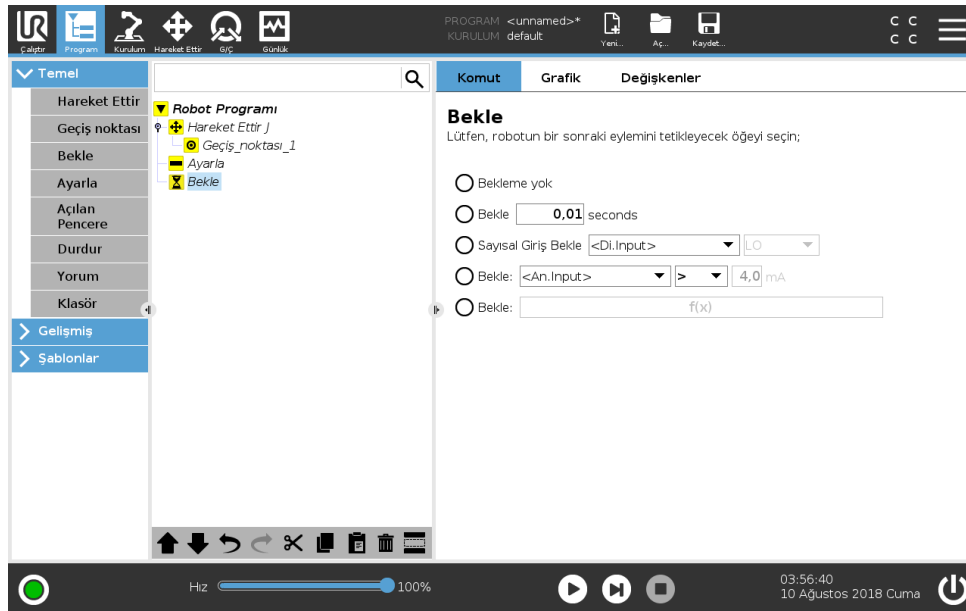 PROGRAM <unnamed>*
KURULUM default
C C
C C
UR
Çalıştır
Program
Kurulum
Hareket Ettir
G/Ç
Günlük
Yeni...
Aç...
Kaydet...
Temel
Hareket Ettir
Geçiş noktası
Bekle
Ayarla
Açılan
Pencere
Durdur
Yorum
Klasör
Gelişmiş
Şablonlar
Robot Programı
Hareket Ettir J
Geçiş_noktası_1
Ayarla
Bekle
Komut
Grafik
Değişkenler
Bekle
Lütfen, robotun bir sonraki eylemini tetikleyecek öğeyi seçin;
Bekleme yok
Bekle 0,01 seconds
Sayısal Giriş Bekle <Di.Input> LO
Bekle: <An.Input> > 4,0 mA
Bekle: f(x)
Hız 100%
03:56:40
10 Ağustos 2018 Cuma